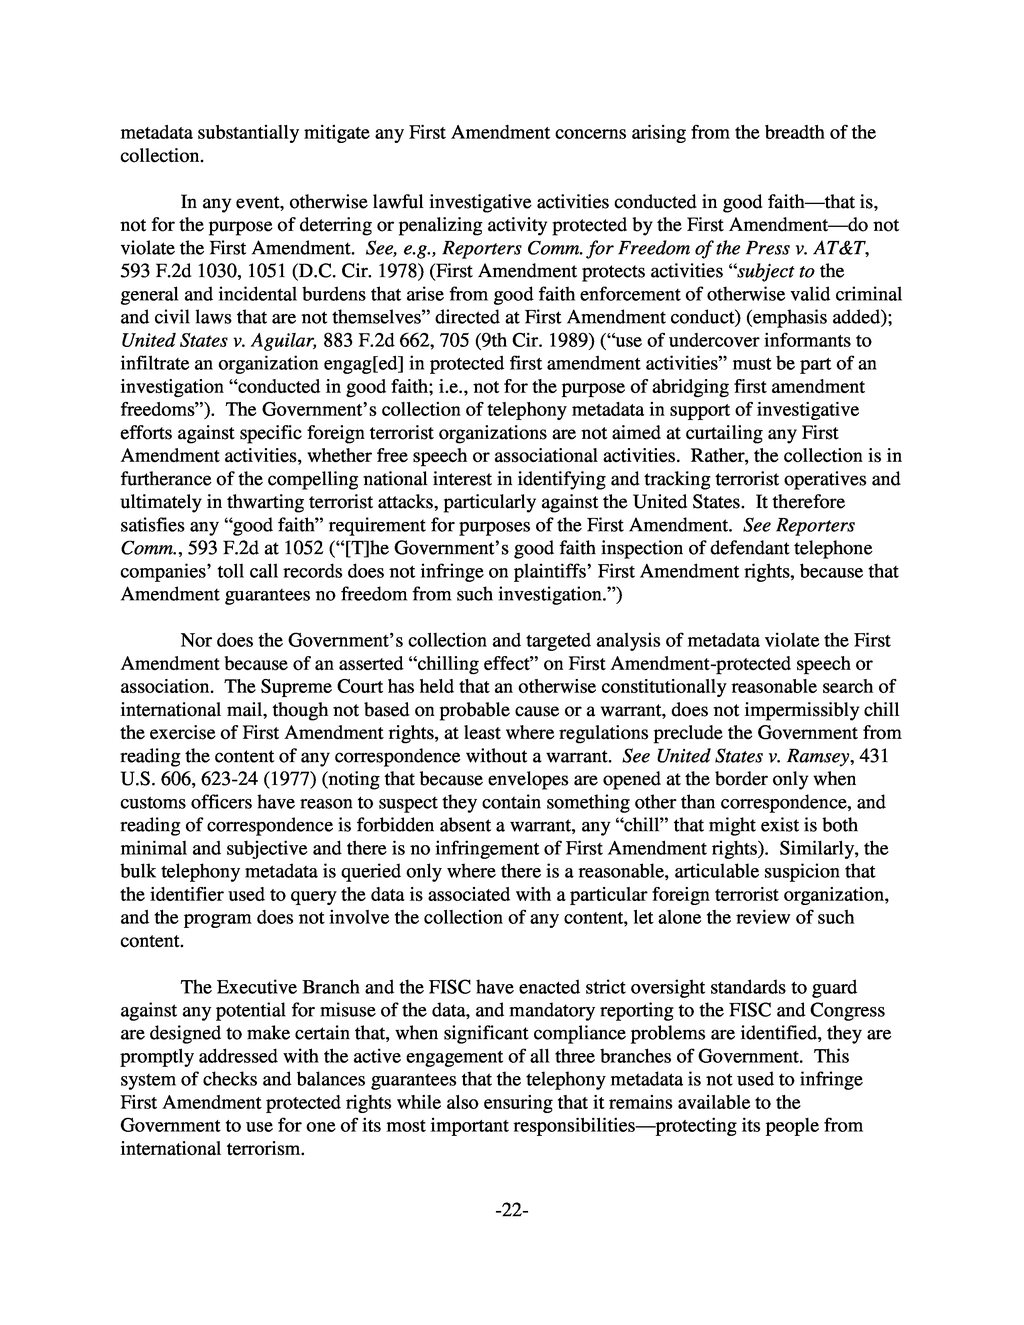 metadata substantially mitigate any First Amendment concerns arising from the breadth of the
collection.
In any event, otherwise lawful investigative activities conducted in good faith—that is,
not for the purpose of deterring or penalizing activity protected by the First Amendment—do not
violate the First Amendment. See, e.g., Reporters Comm. for Freedom of the Press v. AT&T,
593 F.2d 1030, 1051 (D.C. Cir. 1978) (First Amendment protects activities “subject to the
general and incidental burdens that arise from good faith enforcement of otherwise valid criminal
and civil laws that are not themselves” directed at First Amendment conduct) (emphasis added);
United States v. Aguilar, 883 F.2d 662, 705 (9th Cir. 1989) (“use of undercover informants to
infiltrate an organization engag[ed] in protected first amendment activities” must be part of an
investigation “conducted in good faith; i.e., not for the purpose of abridging first amendment
freedoms”). The Government’s collection of telephony metadata in support of investigative
efforts against specific foreign terrorist organizations are not aimed at curtailing any First
Amendment activities, whether free speech or associational activities. Rather, the collection is in
furtherance of the compelling national interest in identifying and tracking terrorist operatives and
ultimately in thwarting terrorist attacks, particularly against the United States. It therefore
satisfies any “good faith” requirement for purposes of the First Amendment. See Reporters
Comm., 593 F.2d at 1052 (“[T]he Government’s good faith inspection of defendant telephone
companies’ toll call records does not infringe on plaintiffs’ First Amendment rights, because that
Amendment guarantees no freedom from such investigation.”)
Nor does the Government’s collection and targeted analysis of metadata violate the First
Amendment because of an asserted “chilling effect” on First Amendment-protected speech or
association. The Supreme Court has held that an otherwise constitutionally reasonable search of
international mail, though not based on probable cause or a warrant, does not impermissibly chill
the exercise of First Amendment rights, at least where regulations preclude the Government from
reading the content of any correspondence without a warrant. See United States v. Ramsey, 431
U.S. 606, 623-24 (1977) (noting that because envelopes are opened at the border only when
customs officers have reason to suspect they contain something other than correspondence, and
reading of correspondence is forbidden absent a warrant, any “chill” that might exist is both
minimal and subjective and there is no infringement of First Amendment rights). Similarly, the
bulk telephony metadata is queried only where there is a reasonable, articulable suspicion that
the identifier used to query the data is associated with a particular foreign terrorist organization,
and the program does not involve the collection of any content, let alone the review of such
content.
The Executive Branch and the FISC have enacted strict oversight standards to guard
against any potential for misuse of the data, and mandatory reporting to the FISC and Congress
are designed to make certain that, when significant compliance problems are identified, they are
promptly addressed with the active engagement of all three branches of Government. This
system of checks and balances guarantees that the telephony metadata is not used to infringe
First Amendment protected rights while also ensuring that it remains available to the
Government to use for one of its most important responsibilities—protecting its people from
international terrorism.
-22-